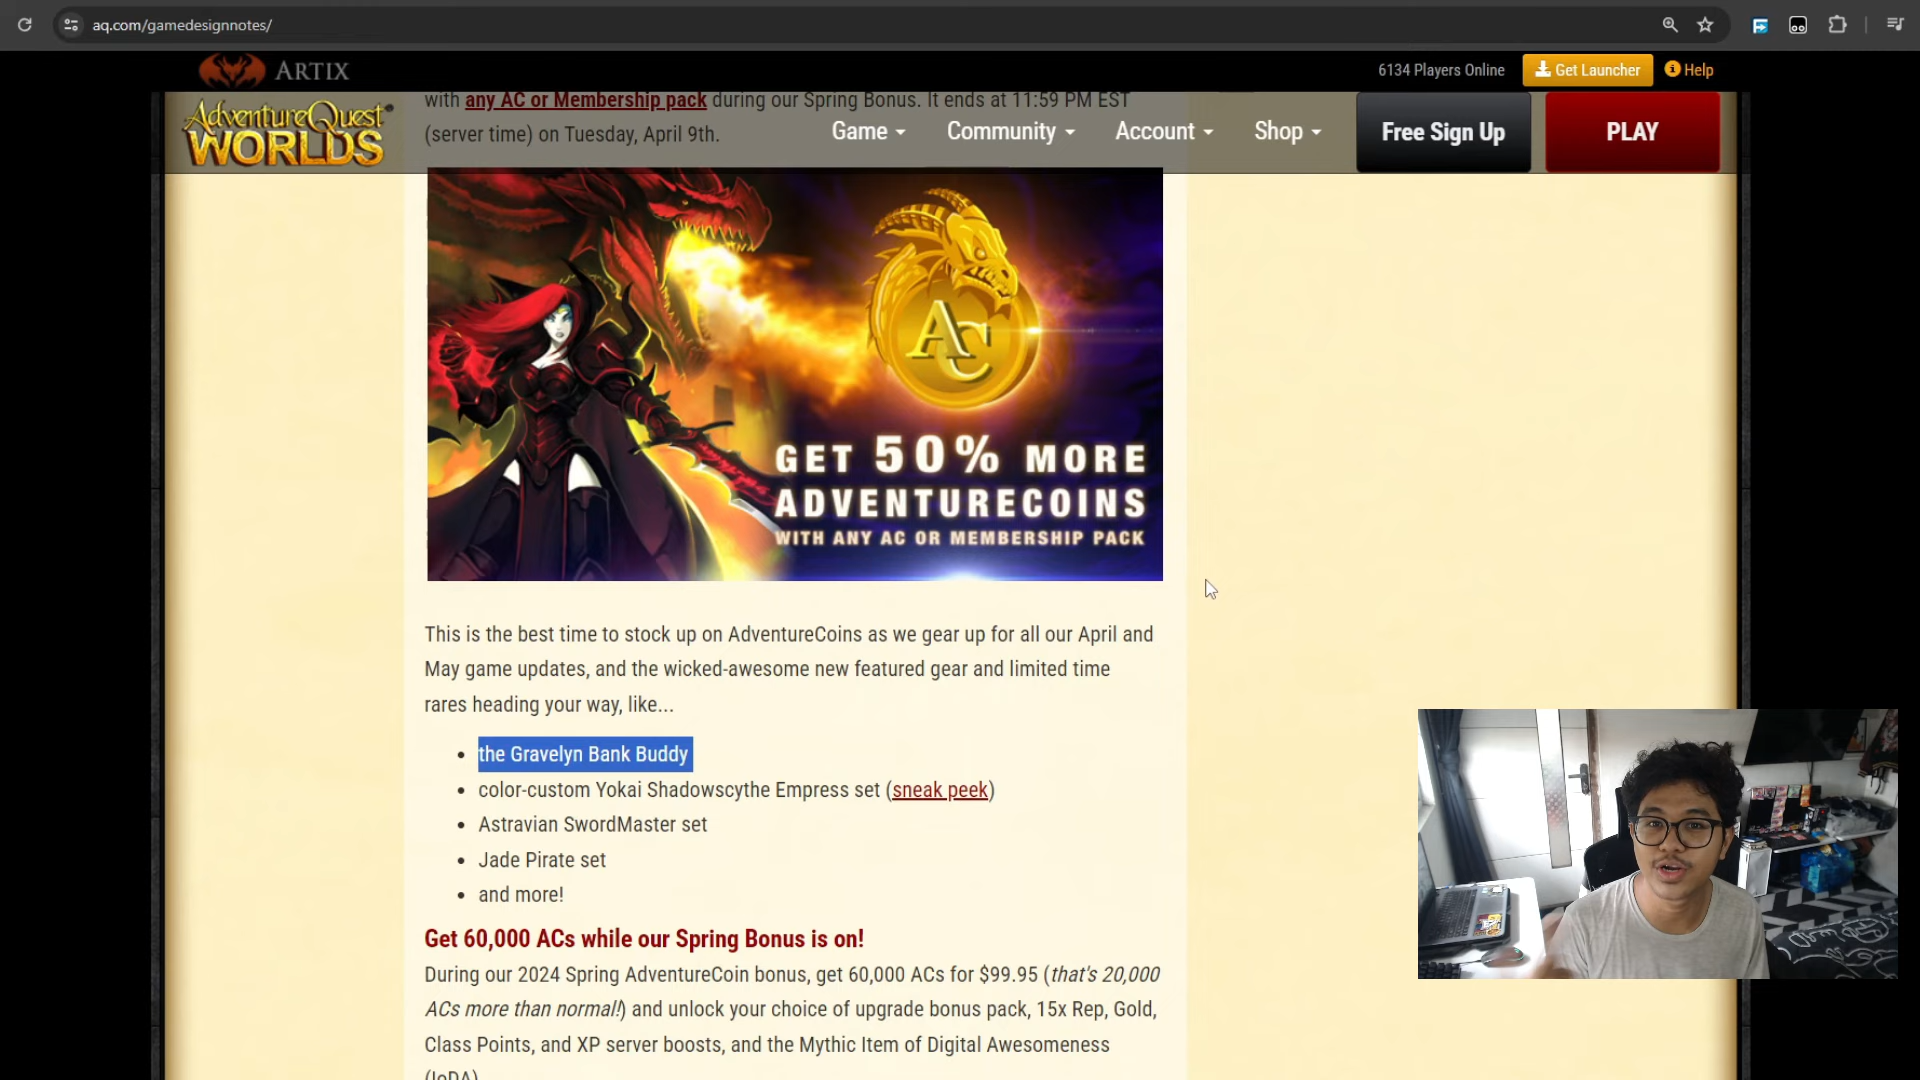 aq.com/gamedesignnotes/
ARTIX
6134 Players Online
Get Launcher
Help
AdventureQuest
WORLDS
Game
Community
Account
Shop
Free Sign Up
PLAY
with any AC or Membership pack during our Spring Bonus. It ends at 11:59 PM EST
(server time) on Tuesday, April 9th.
AC
GET 50% MORE
ADVENTURECOINS
WITH ANY AC OR MEMBERSHIP PACK
This is the best time to stock up on AdventureCoins as we gear up for all our April and
May game updates, and the wicked-awesome new featured gear and limited time
rares heading your way, like...
• the Gravelyn Bank Buddy
• color-custom Yokai Shadowscythe Empress set (sneak peek)
• Astravian SwordMaster set
• Jade Pirate set
• and more!
Get 60,000 ACs while our Spring Bonus is on!
During our 2024 Spring AdventureCoin bonus, get 60,000 ACs for $99.95 (that's 20,000
ACs more than normal!) and unlock your choice of upgrade bonus pack, 15x Rep, Gold,
Class Points, and XP server boosts, and the Mythic Item of Digital Awesomeness
(IoDA)